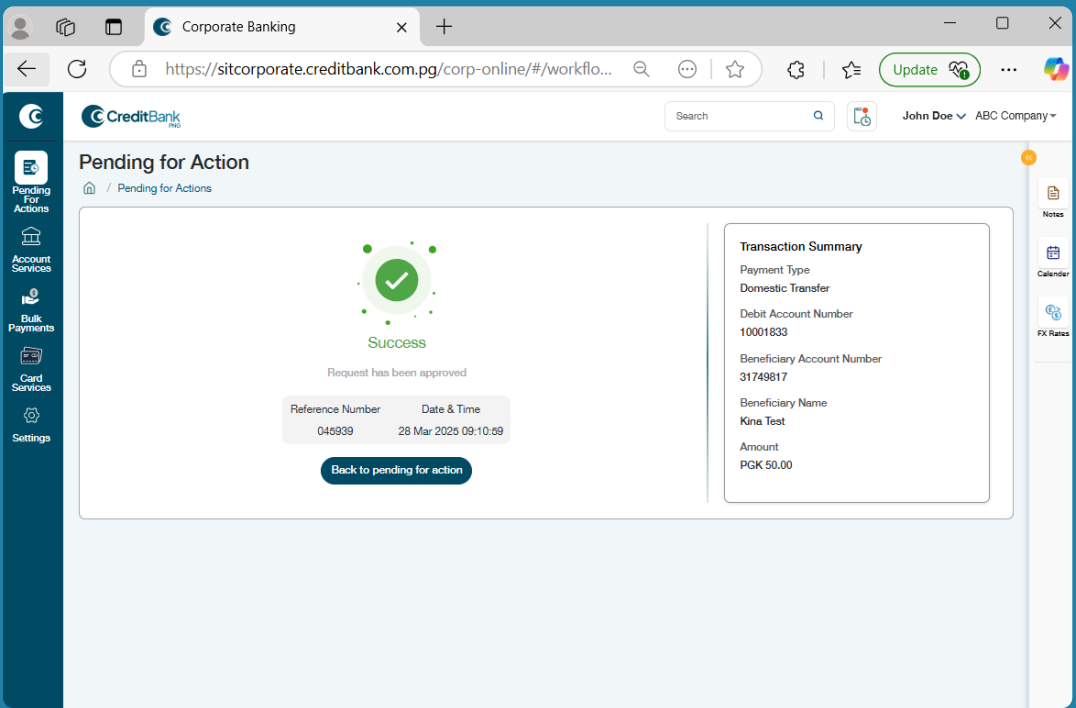 Corporate Banking
https://sitcorporate.creditbank.com.pg/corp-online/#/workflo...
Update
CreditBank
PNG
Search
John Doe
ABC Company
Pending
For
Actions
Account
Services
Bulk
Payments
Card
Services
Settings
Pending for Action
/ Pending for Actions
Success
Request has been approved
Reference Number Date & Time
045939 28 Mar 2025 09:10:59
Back to pending for action
Transaction Summary
Payment Type
Domestic Transfer
Debit Account Number
10001833
Beneficiary Account Number
31749817
Beneficiary Name
Kina Test
Amount
PGK 50.00
Notes
Calender
FX Rates